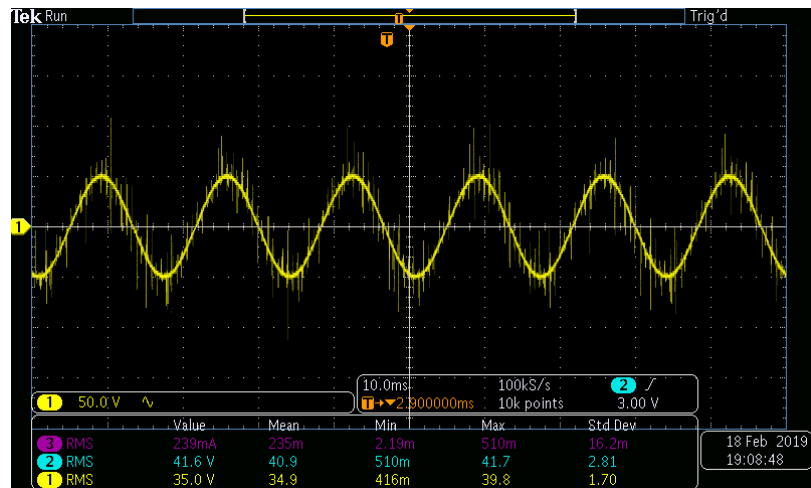 Tek Run T Trig'd
T
1
1 50.0 V ∿
10.0ms 100kS/s 2 ∫
T→▼2.900000ms 10k points 3.00 V
Value Mean Min Max Std Dev
3 RMS 239mA 235m 2.19m 510m 16.2m
2 RMS 41.6 V 40.9 510m 41.7 2.81
1 RMS 35.0 V 34.9 416m 39.8 1.70
18 Feb 2019
19:08:48